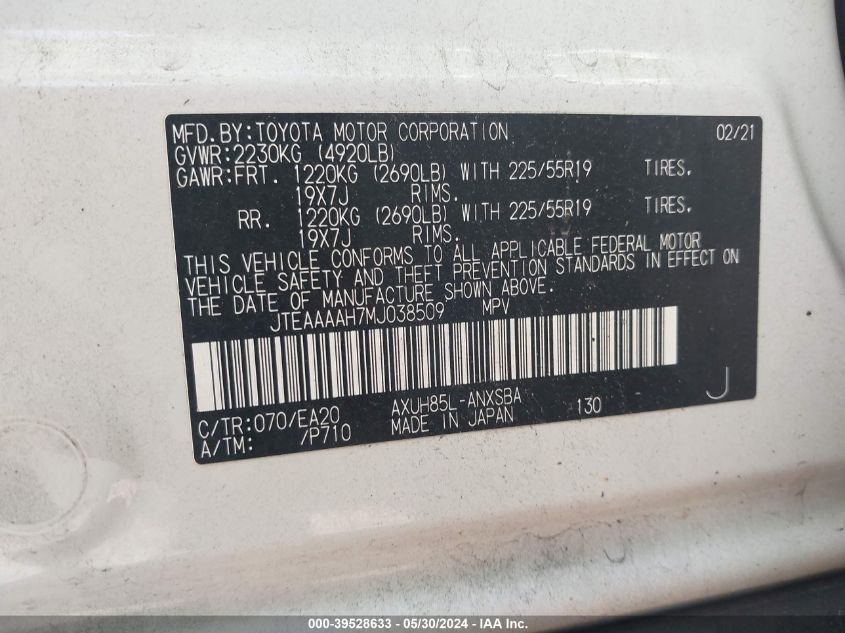 MFD.BY:TOYOTA MOTOR CORPORATION 02/21
GVWR:2230KG (4920LB)
GAWR:FRT. 1220KG (2690LB) WITH 225/55R19 TIRES.
19X7J RIMS.
RR. 1220KG (2690LB) WITH 225/55R19 TIRES.
19X7J RIMS.
THIS VEHICLE CONFORMS TO ALL APPLICABLE FEDERAL MOTOR
VEHICLE SAFETY AND THEFT PREVENTION STANDARDS IN EFFECT ON
THE DATE OF MANUFACTURE SHOWN ABOVE.
JTEAAAAH7MJ038509 MPV
C/TR:070/EA20 AXUH85L-ANXSBA 130 J
A/TM: /P710 MADE IN JAPAN
000-39528633 - 05/30/2024 - IAA Inc.